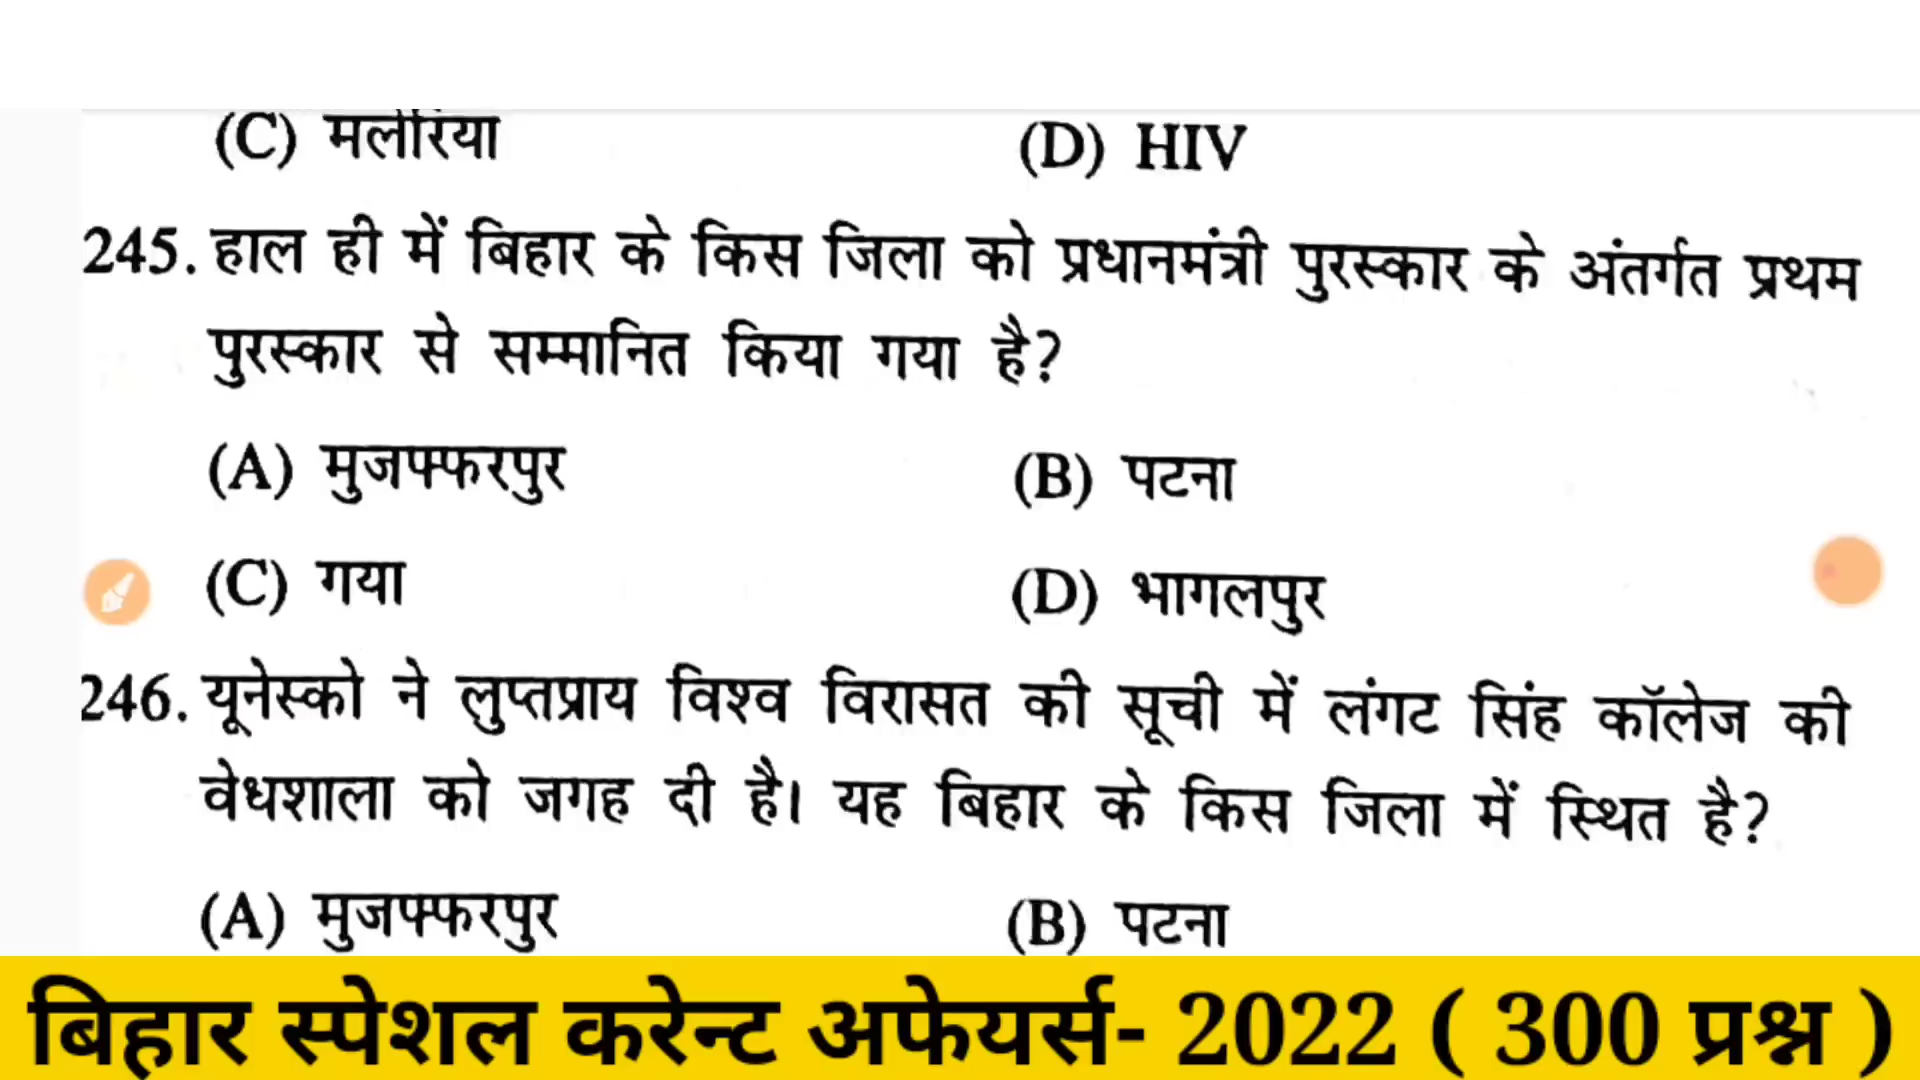 (C) मलेरिया (D) HIV
245. हाल ही में बिहार के किस जिला को प्रधानमंत्री पुरस्कार के अंतर्गत प्रथम
पुरस्कार से सम्मानित किया गया है?
(A) मुजफ्फरपुर (B) पटना
(C) गया (D) भागलपुर
246. यूनेस्को ने लुप्तप्राय विश्व विरासत की सूची में लंगट सिंह कॉलेज की
वेधशाला को जगह दी है। यह बिहार के किस जिला में स्थित है?
(A) मुजफ्फरपुर (B) पटना
बिहार स्पेशल करेन्ट अफेयर्स- 2022 ( 300 प्रश्न )